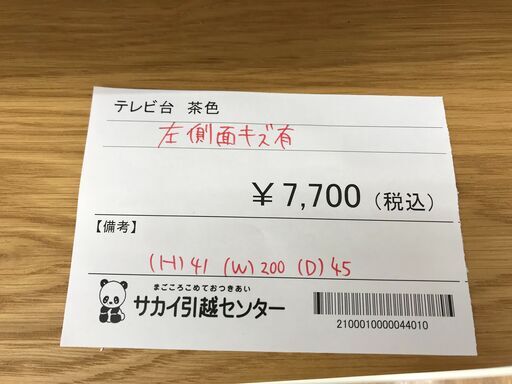 テレビ台 茶色
左側面キズ有
¥7,700(税込)
【備考】
(H)41 (W)200 (D)45
まごころこめておつきあい
サカイ引越センター
2100010000044010